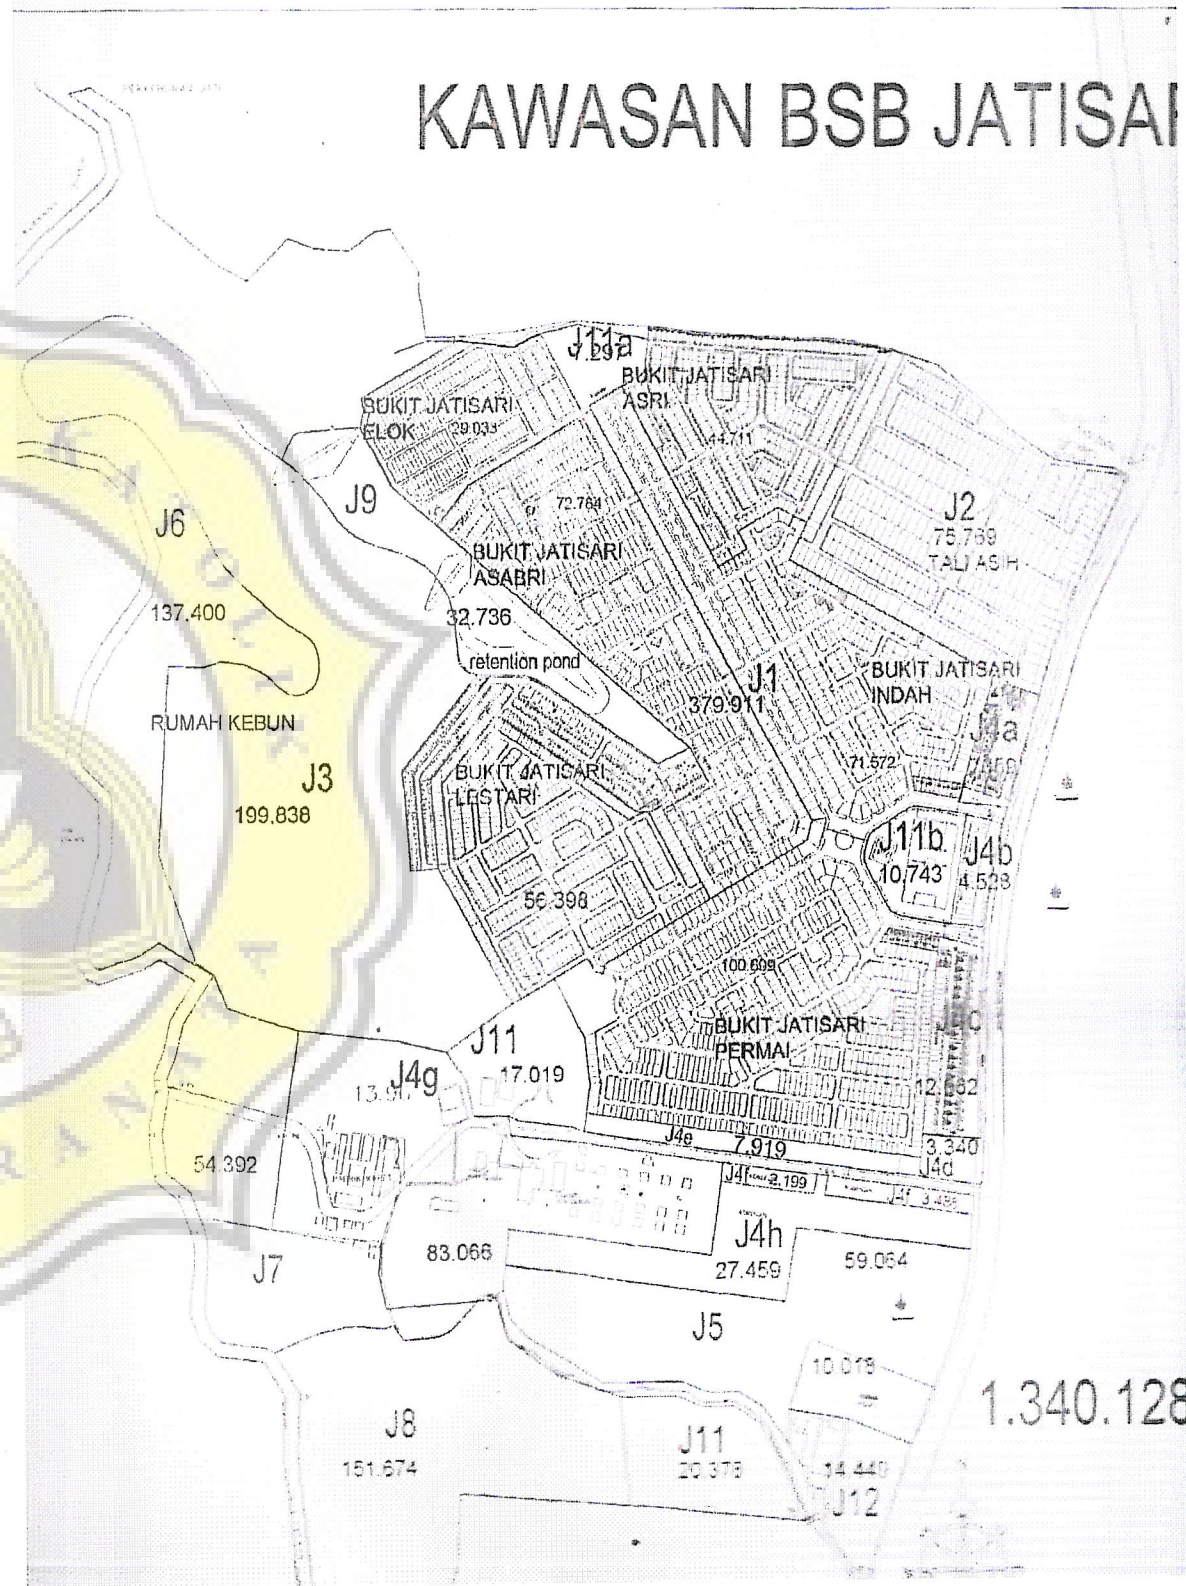 KAWASAN BSB JATISA
J11a
7.297
BUKIT JATISARI
ASRI
BUKIT JATISARI
ELOK
29.033
44.711
J9
72.764
J2
75.769
TALI ASIH
J6
BUKIT JATISARI
ASABRI
137.400
32.736
retention pond
J1
379.911
BUKIT JATISARI
INDAH
J4a
RUMAH KEBUN
J3
199.838
BUKIT JATISARI
LESTARI
71.572
J11b
10.743
J4b
4.528
56.398
100.699
BUKIT JATISARI
PERMAI
J11
17.019
J4g
J4e
7.919
3.340
J4d
54.392
J4f
2.199
J4h
27.459
83.066
59.064
J7
J5
10.018
1.340.128
J8
151.674
J11
20.378
14.449
J12